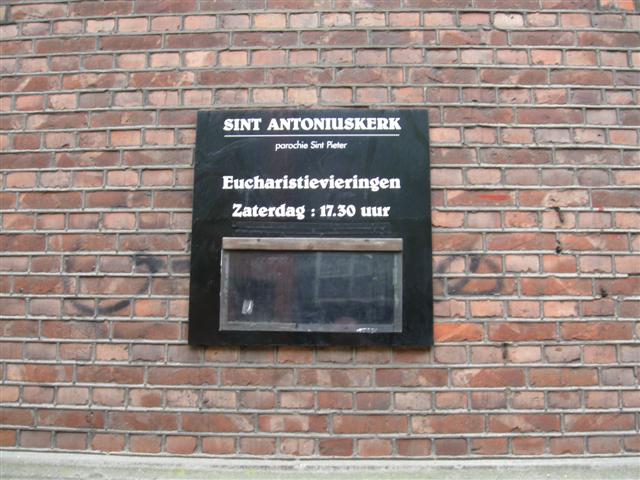 SINT ANTONIUSKERK
parochie Sint Pieter
Eucharistievieringen
Zaterdag : 17.30 uur